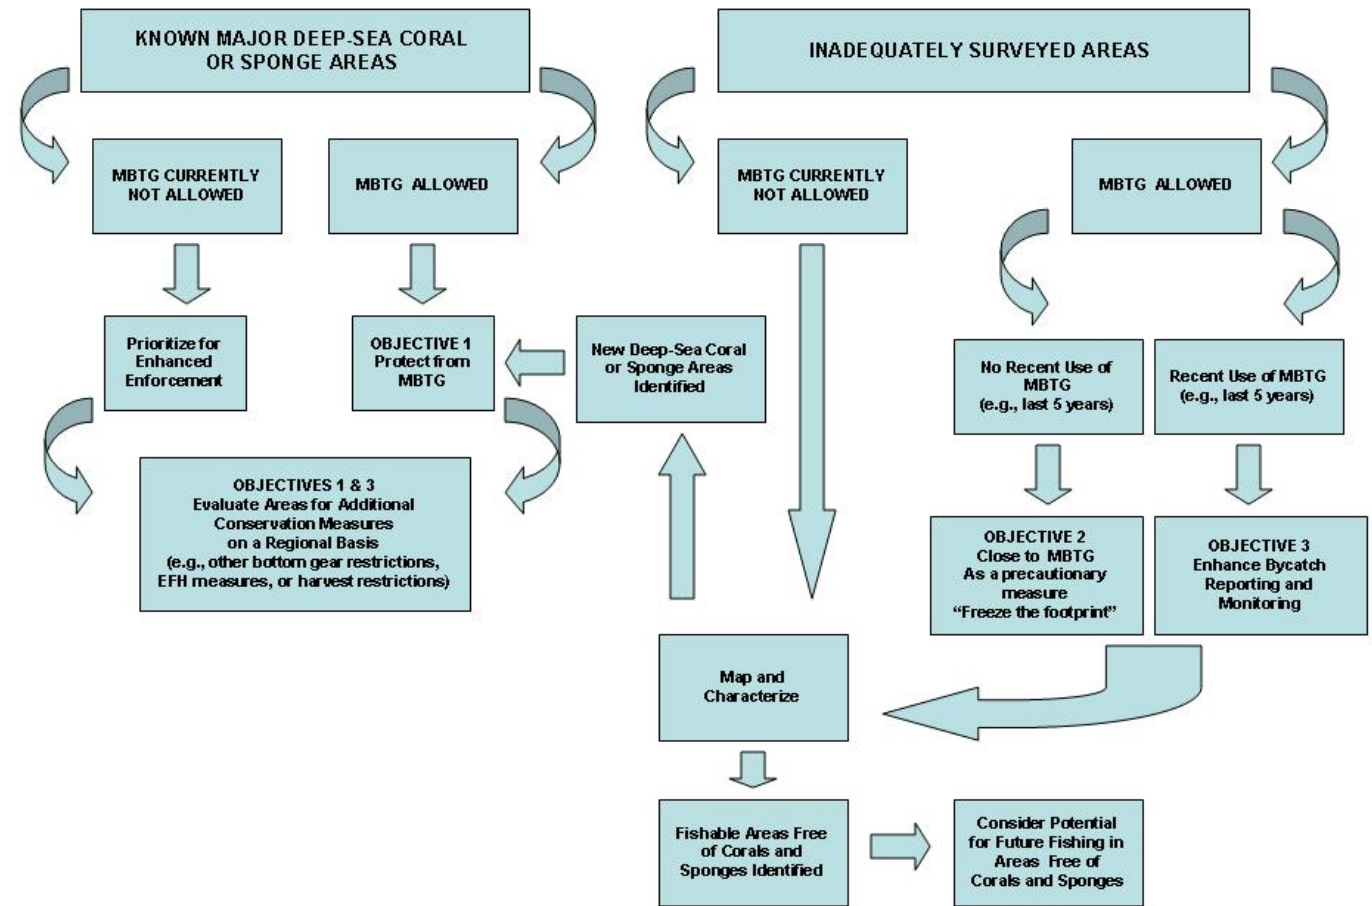 KNOWN MAJOR DEEP-SEA CORAL
OR SPONGE AREAS
INADEQUATELY SURVEYED AREAS
MBTG CURRENTLY
NOT ALLOWED
MBTG ALLOWED
MBTG CURRENTLY
NOT ALLOWED
MBTG ALLOWED
Prioritize for
Enhanced
Enforcement
OBJECTIVE 1
Protect from
MBTG
New Deep-Sea Coral
or Sponge Areas
Identified
No Recent Use of
MBTG
(e.g., last 5 years)
Recent Use of MBTG
(e.g., last 5 years)
OBJECTIVES 1 & 3
Evaluate Areas for Additional
Conservation Measures
on a Regional Basis
(e.g., other bottom gear restrictions,
EFH measures, or harvest restrictions)
OBJECTIVE 2
Close to MBTG
As a precautionary
measure
“Freeze the footprint”
OBJECTIVE 3
Enhance Bycatch
Reporting and
Monitoring
Map and
Characterize
Fishable Areas Free
of Corals and
Sponges Identified
Consider Potential
for Future Fishing in
Areas Free of
Corals and Sponges